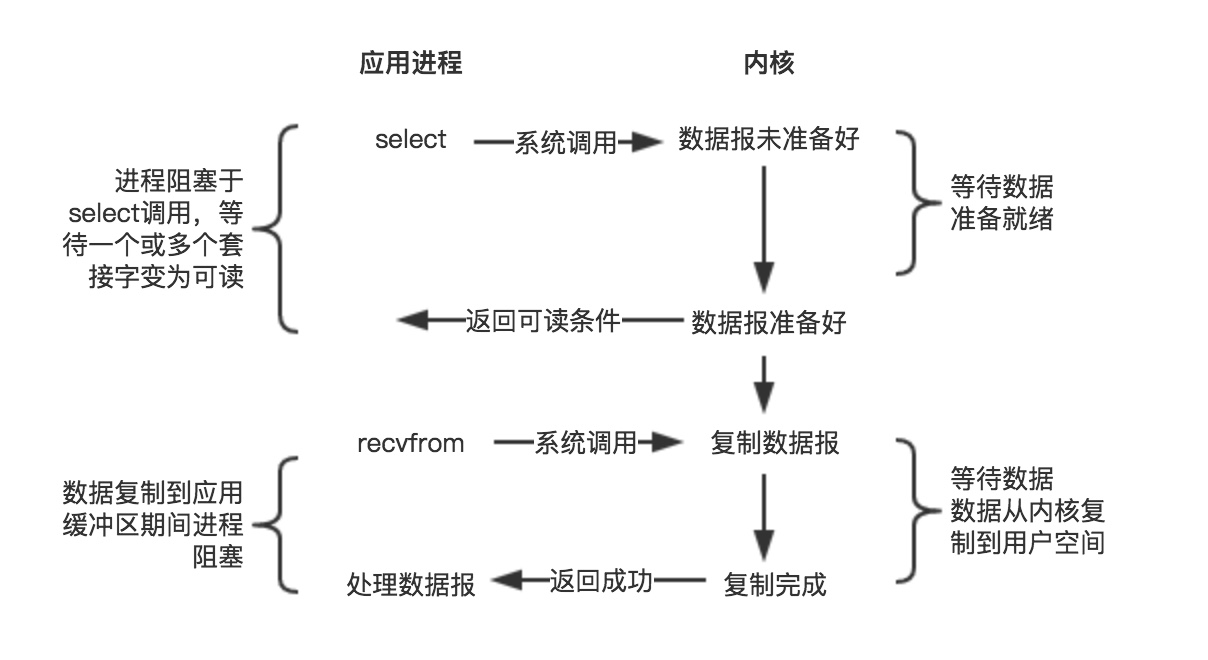 应用进程
内核
select
系统调用
数据报未准备好
进程阻塞于
select调用，等
待一个或多个套
接字变为可读
等待数据
准备就绪
返回可读条件
数据报准备好
recvfrom
系统调用
复制数据报
数据复制到应用
缓冲区期间进程
阻塞
等待数据
数据从内核复
制到用户空间
处理数据报
返回成功
复制完成